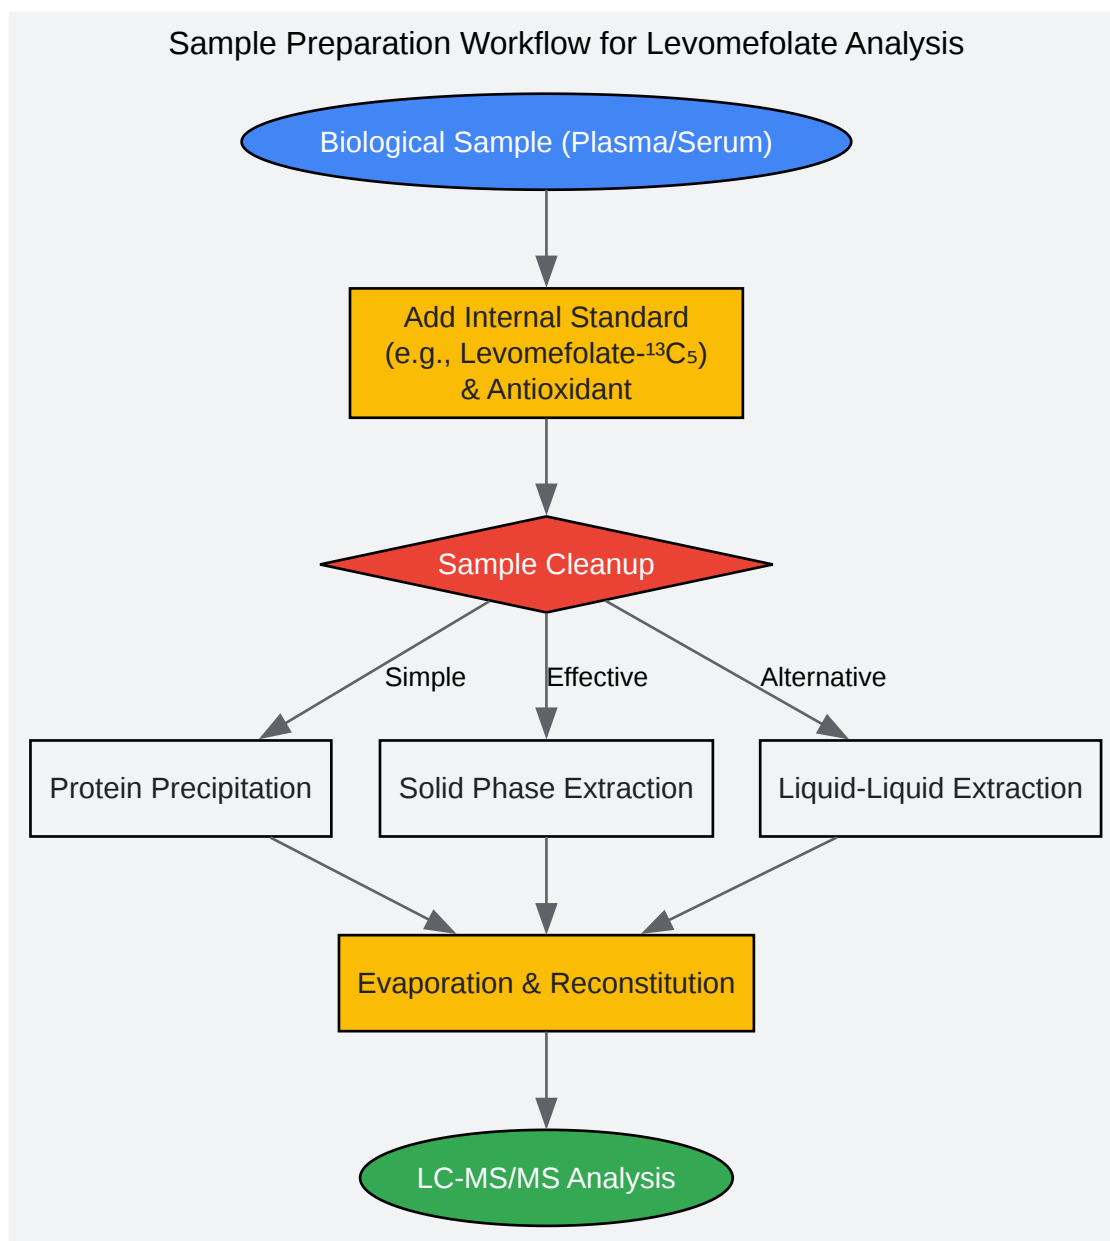 Sample Preparation Workflow for Levomefolate Analysis
Biological Sample (Plasma/Serum)
Add Internal Standard
(e.g., Levomefolate-¹³C₅)
& Antioxidant
Sample Cleanup
Simple
Effective
Alternative
Protein Precipitation
Solid Phase Extraction
Liquid-Liquid Extraction
Evaporation & Reconstitution
LC-MS/MS Analysis